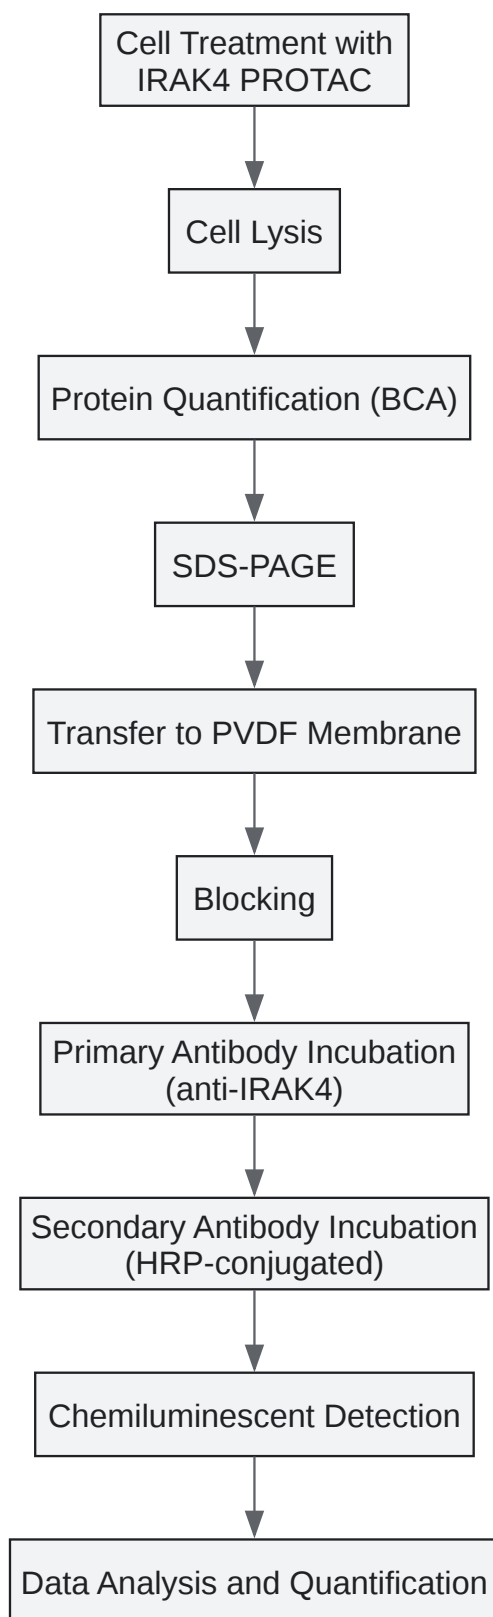 Cell Treatment with
IRAK4 PROTAC
Cell Lysis
Protein Quantification (BCA)
SDS-PAGE
Transfer to PVDF Membrane
Blocking
Primary Antibody Incubation
(anti-IRAK4)
Secondary Antibody Incubation
(HRP-conjugated)
Chemiluminescent Detection
Data Analysis and Quantification